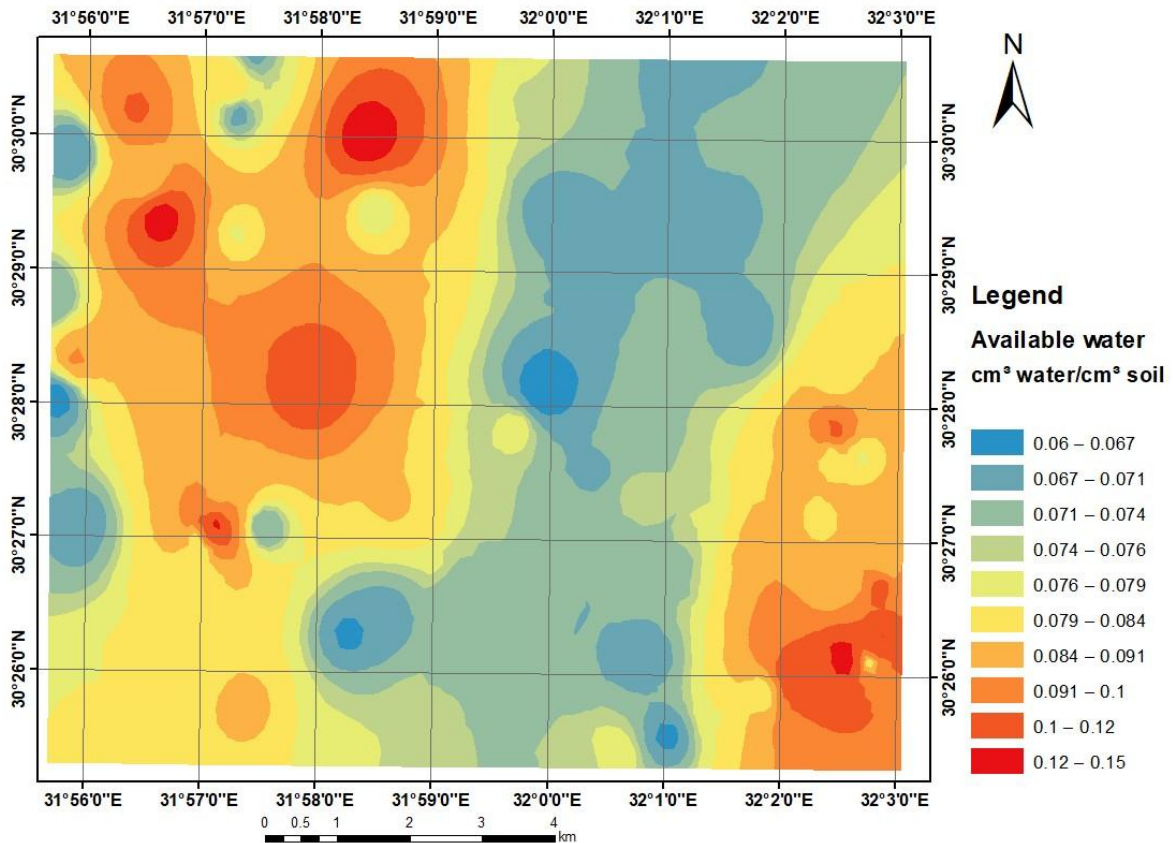 31°56'0"E 31°57'0"E 31°58'0"E 31°59'0"E 32°0'0"E 32°1'0"E 32°2'0"E 32°3'0"E
N
30°30'0"N
30°30'0"N
30°29'0"N
30°29'0"N
30°28'0"N
30°28'0"N
30°27'0"N
30°27'0"N
30°26'0"N
30°26'0"N
Legend
Available water
cm³ water/cm³ soil
0.06 – 0.067
0.067 – 0.071
0.071 – 0.074
0.074 – 0.076
0.076 – 0.079
0.079 – 0.084
0.084 – 0.091
0.091 – 0.1
0.1 – 0.12
0.12 – 0.15
31°56'0"E 31°57'0"E 31°58'0"E 31°59'0"E 32°0'0"E 32°1'0"E 32°2'0"E 32°3'0"E
0 0.5 1 2 3 4
km